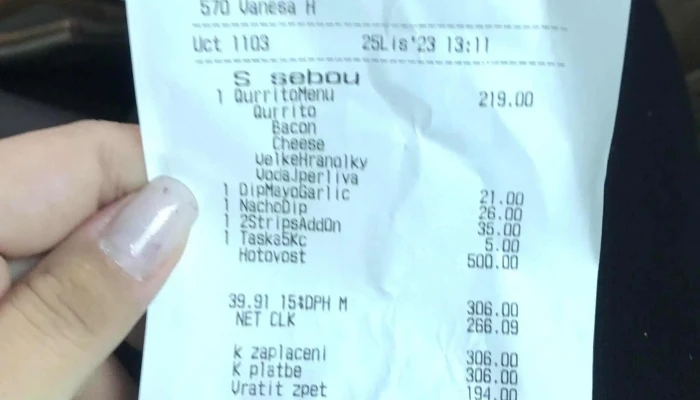 570 Vanesa H
Uct 1103 25Lis'23 13:11
S sebou
1 QurritoMenu 219.00
Qurrito
Bacon
Cheese
VelkeHranolky
VodaJperliva
1 DipMayoGarlic 21.00
1 NachoDip 26.00
1 2StripsAddOn 35.00
1 Taska5Kc 5.00
Hotovost 500.00
39.91 15%DPH M 306.00
NET CLK 266.09
k zaplaceni 306.00
K platbe 306.00
Vratit zpet 194.00